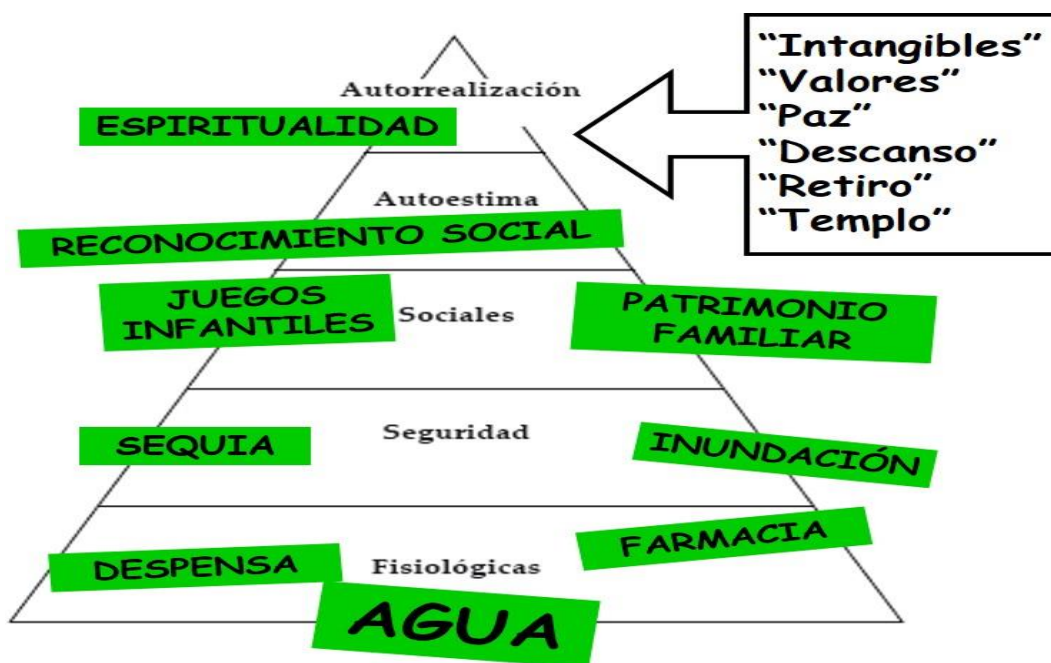 “Intangibles”
“Valores”
“Paz”
“Descanso”
“Retiro”
“Templo”
Autorrealización
ESPIRITUALIDAD
Autoestima
RECONOCIMIENTO SOCIAL
JUEGOS
INFANTILES
Sociales
PATRIMONIO
FAMILIAR
SEQUIA
Seguridad
INUNDACIÓN
DESPENSA
Fisiológicas
FARMACIA
AGUA